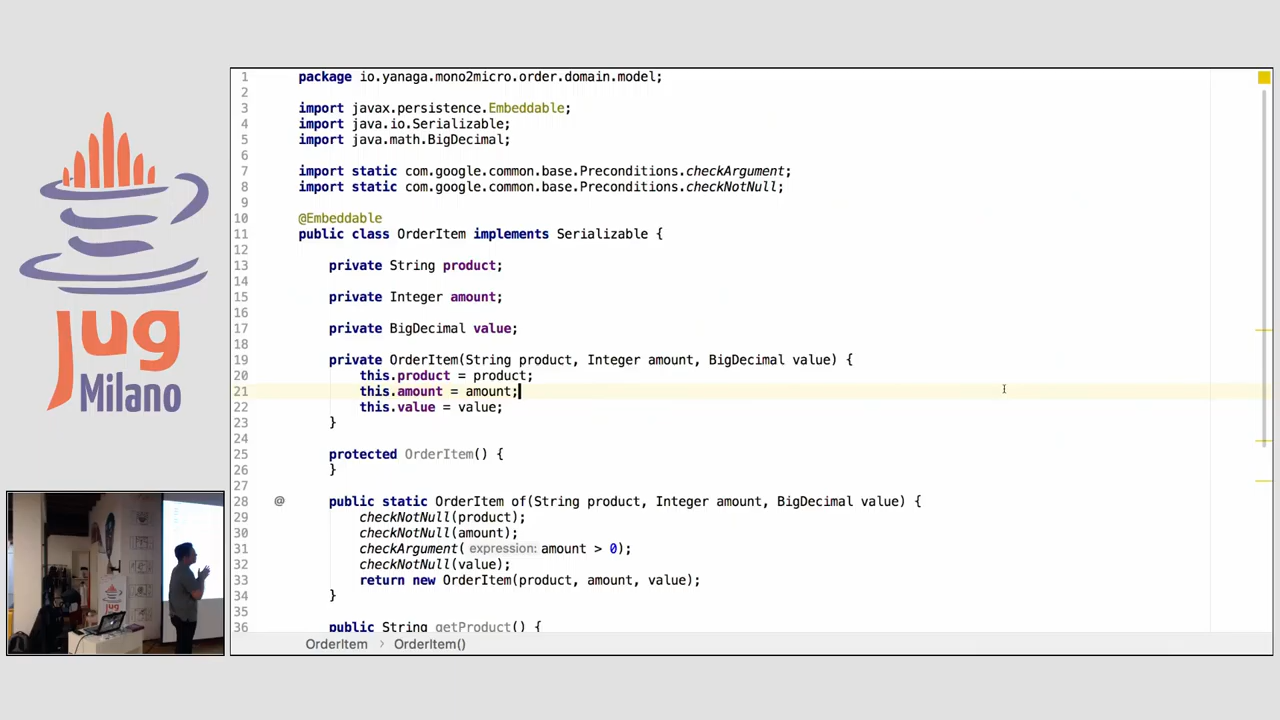 jug
Milano
1 package io.yanaga.mono2micro.order.domain.model;
2
3 import javax.persistence.Embeddable;
4 import java.io.Serializable;
5 import java.math.BigDecimal;
6
7 import static com.google.common.base.Preconditions.checkArgument;
8 import static com.google.common.base.Preconditions.checkNotNull;
9
10 @Embeddable
11 public class OrderItem implements Serializable {
12
13 private String product;
14
15 private Integer amount;
16
17 private BigDecimal value;
18
19 private OrderItem(String product, Integer amount, BigDecimal value) {
20 this.product = product;
21 this.amount = amount;
22 this.value = value;
23 }
24
25 protected OrderItem() {
26 }
27
28 @ public static OrderItem of(String product, Integer amount, BigDecimal value) {
29 checkNotNull(product);
30 checkNotNull(amount);
31 checkArgument( expression: amount > 0);
32 checkNotNull(value);
33 return new OrderItem(product, amount, value);
34 }
35
36 public String getProduct() {
OrderItem > OrderItem()
jug